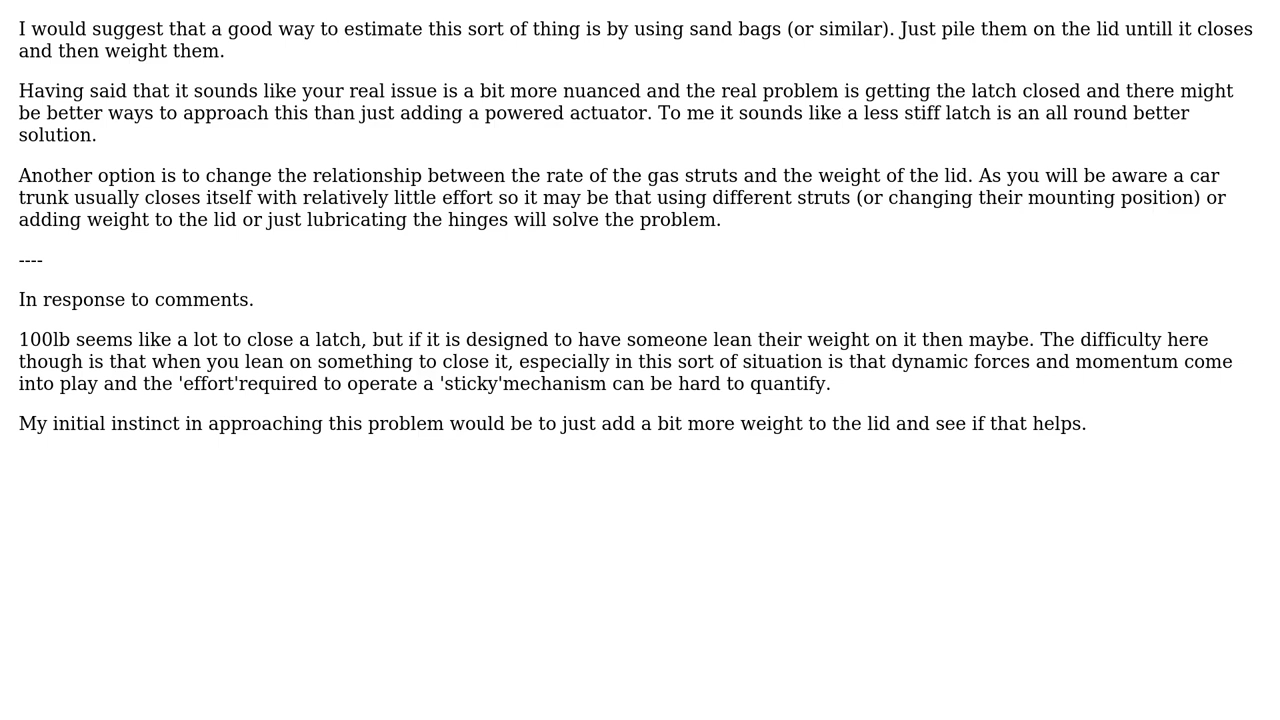 I would suggest that a good way to estimate this sort of thing is by using sand bags (or similar). Just pile them on the lid untill it closes
and then weight them.
Having said that it sounds like your real issue is a bit more nuanced and the real problem is getting the latch closed and there might
be better ways to approach this than just adding a powered actuator. To me it sounds like a less stiff latch is an all round better
solution.
Another option is to change the relationship between the rate of the gas struts and the weight of the lid. As you will be aware a car
trunk usually closes itself with relatively little effort so it may be that using different struts (or changing their mounting position) or
adding weight to the lid or just lubricating the hinges will solve the problem.
----
In response to comments.
100lb seems like a lot to close a latch, but if it is designed to have someone lean their weight on it then maybe. The difficulty here
though is that when you lean on something to close it, especially in this sort of situation is that dynamic forces and momentum come
into play and the 'effort'required to operate a 'sticky'mechanism can be hard to quantify.
My initial instinct in approaching this problem would be to just add a bit more weight to the lid and see if that helps.